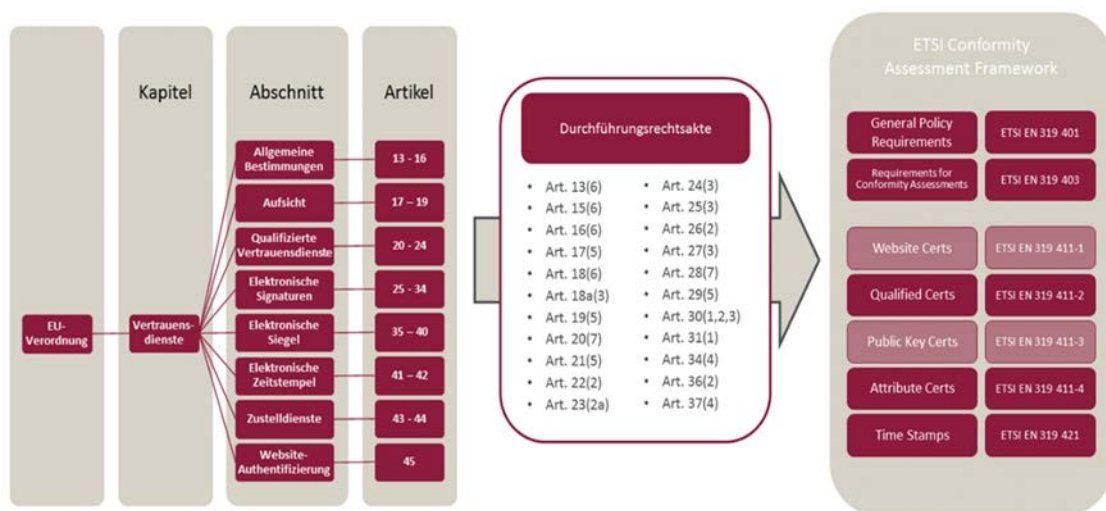 Kapitel
Abschnitt
Artikel
EU-
Verordnung
Vertrauens-
dienste
Allgemeine
Bestimmungen
13 - 16
Aufsicht
17 – 19
Qualifizierte
Vertrauensdienste
20 - 24
Elektronische
Signaturen
25 - 34
Elektronische
Siegel
35 – 40
Elektronische
Zeitstempel
41 – 42
Zustelldienste
43 - 44
Website-
Authentifizierung
45
Durchführungsrechtsakte
• Art. 13(6)
• Art. 15(6)
• Art. 16(6)
• Art. 17(5)
• Art. 18(6)
• Art. 18a(3)
• Art. 19(5)
• Art. 20(7)
• Art. 21(5)
• Art. 22(2)
• Art. 23(2a)
• Art. 24(3)
• Art. 25(3)
• Art. 26(2)
• Art. 27(3)
• Art. 28(7)
• Art. 29(5)
• Art. 30(1,2,3)
• Art. 31(1)
• Art. 34(4)
• Art. 36(2)
• Art. 37(4)
ETSI Conformity
Assessment Framework
General Policy
Requirements
ETSI EN 319 401
Requirements for
Conformity Assessments
ETSI EN 319 403
Website Certs
ETSI EN 319 411-1
Qualified Certs
ETSI EN 319 411-2
Public Key Certs
ETSI EN 319 411-3
Attribute Certs
ETSI EN 319 411-4
Time Stamps
ETSI EN 319 421